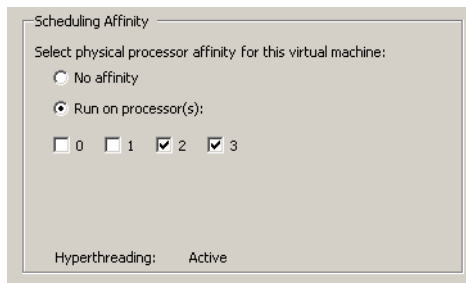 Scheduling Affinity
Select physical processor affinity for this virtual machine:
No affinity
Run on processor(s):
0 1 2 3
Hyperthreading: Active